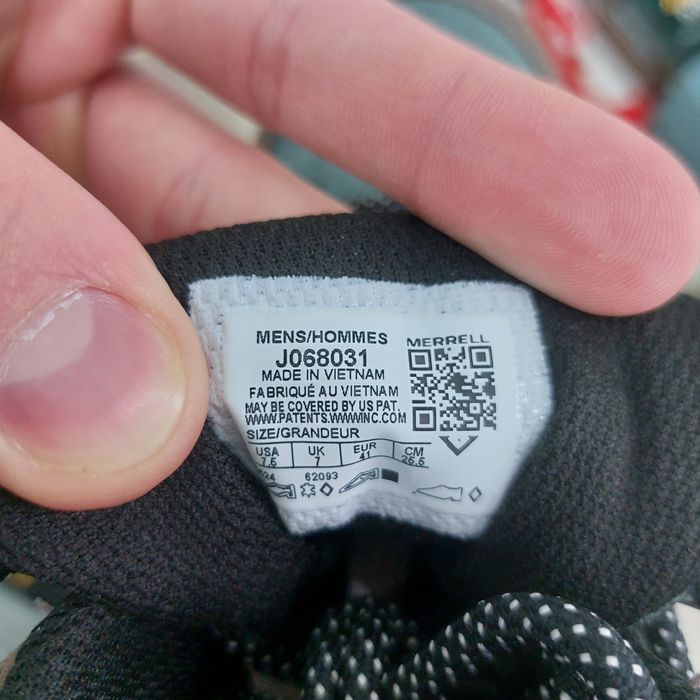 MENS/HOMMES
J068031
MADE IN VIETNAM
FABRIQUÉ AU VIETNAM
MAY BE COVERED BY US PAT.
WWW.PATENTS.WWWINC.COM
MERRELL
SIZE/GRANDEUR
USA UK EUR CM
7.5 7 41 25.5
24 62093